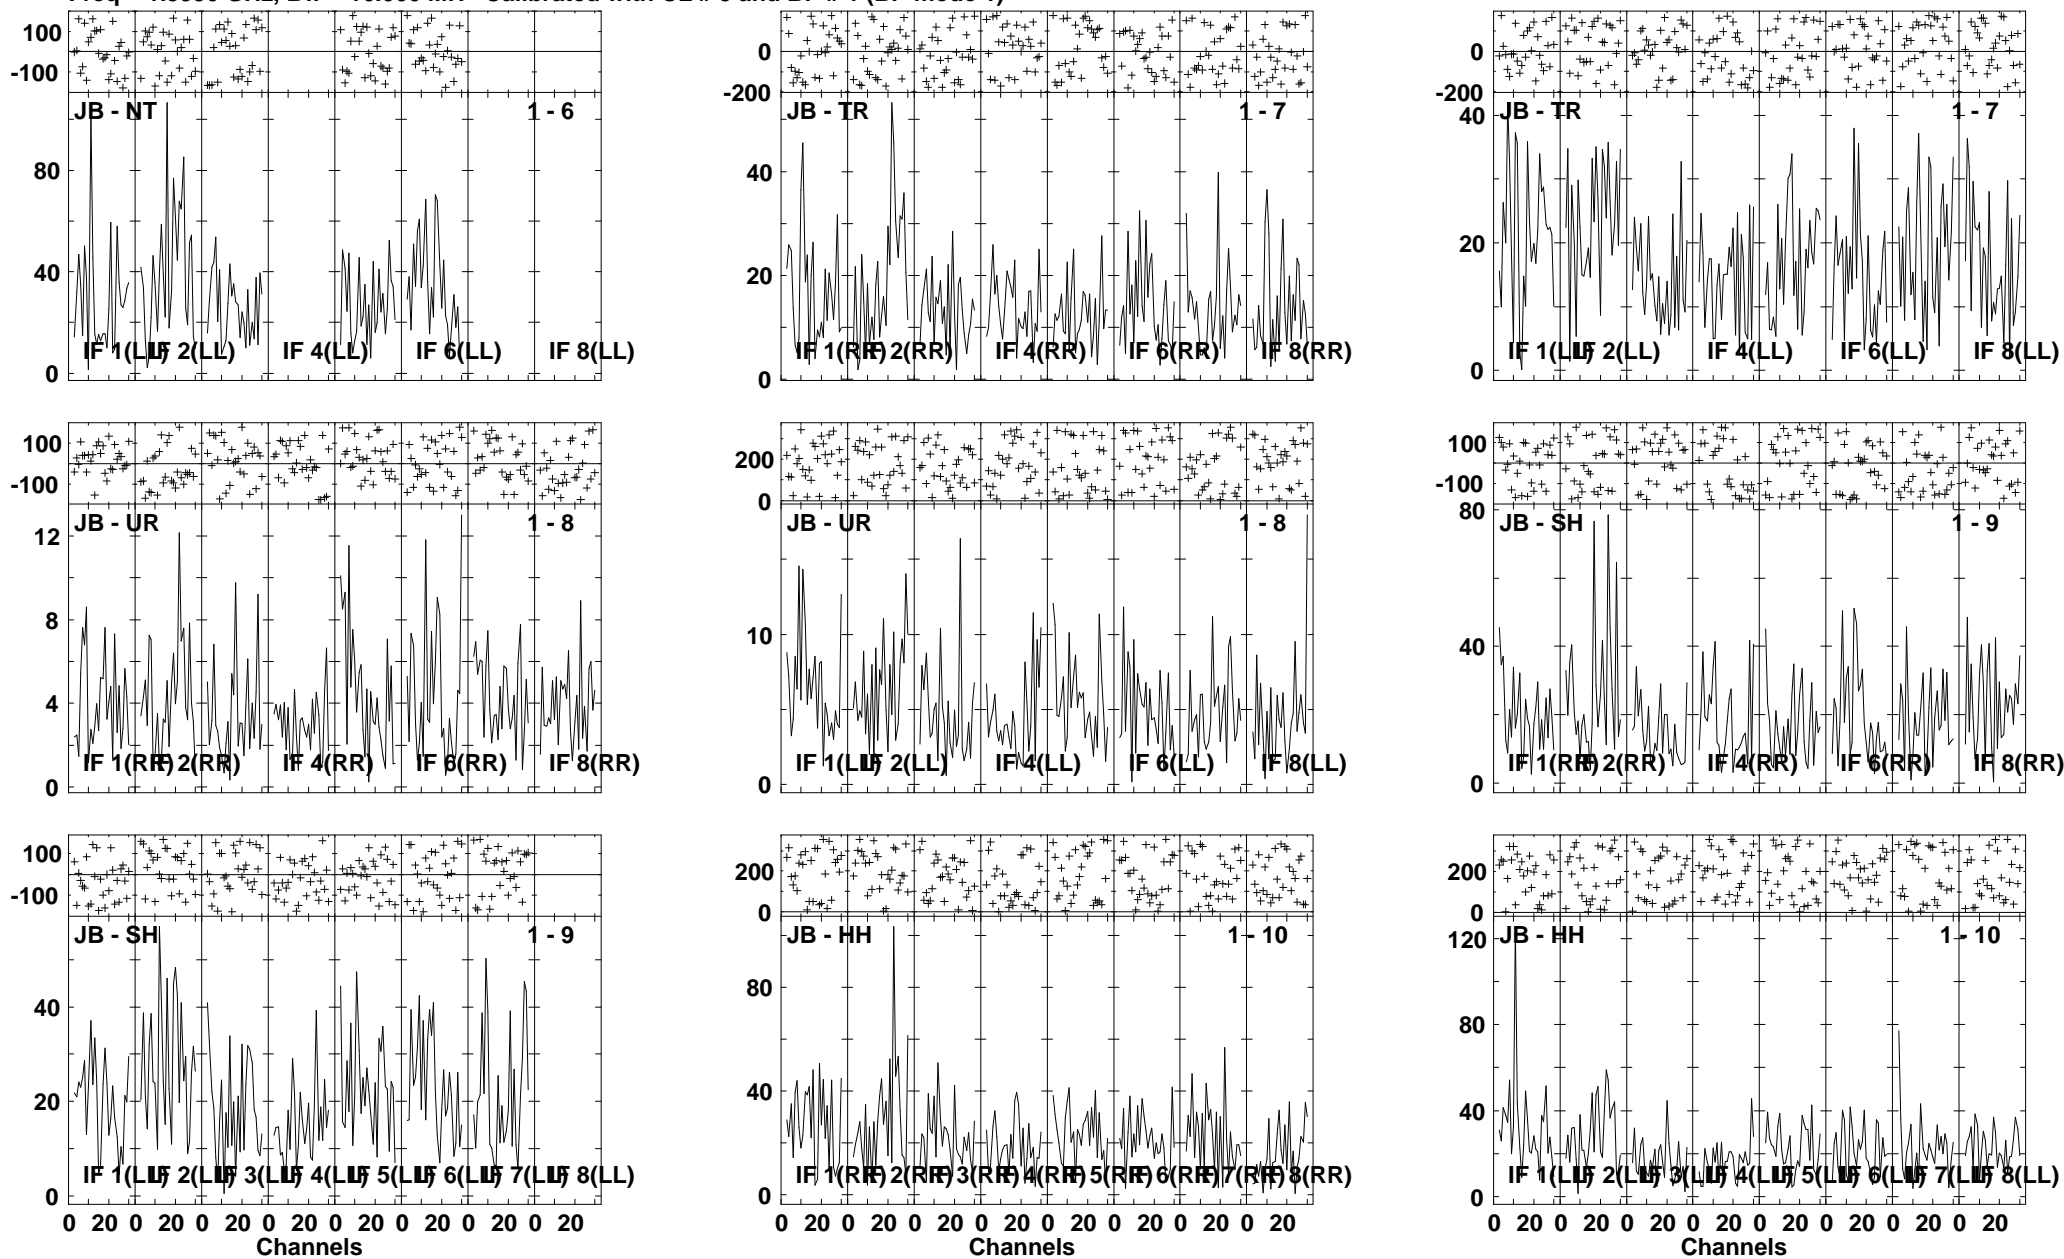 100 100
-100 0 0
-200 -200
JB - NT 1 - 6 JB - TR 1 - 7 JB - TR 1 - 7
80 40 40
40 20 20
0 0 0
IF 1(LL) IF 2(LL) IF 4(LL) IF 6(LL) IF 8(LL) IF 1(RR) IF 2(RR) IF 4(RR) IF 6(RR) IF 8(RR) IF 1(LL) IF 2(LL) IF 4(LL) IF 6(LL) IF 8(LL)
100 200 100
-100 0 -100
JB - UR 1 - 8 JB - UR 1 - 8 JB - SH 1 - 9
12 80
8 10 40
4
0 0 0
IF 1(RR) IF 2(RR) IF 4(RR) IF 6(RR) IF 8(RR) IF 1(LL) IF 2(LL) IF 4(LL) IF 6(LL) IF 8(LL) IF 1(RR) IF 2(RR) IF 4(RR) IF 6(RR) IF 8(RR)
100 200 200
-100 0 0
JB - SH 1 - 9 JB - HH 1 - 10 JB - HH 1 - 10
120
40 80 80
20 40 40
0 0 0
IF 1(LL) IF 2(LL) IF 3(LL) IF 4(LL) IF 5(LL) IF 6(LL) IF 7(LL) IF 8(LL) IF 1(RR) IF 2(RR) IF 3(RR) IF 4(RR) IF 5(RR) IF 6(RR) IF 7(RR) IF 8(RR) IF 1(LL) IF 2(LL) IF 3(LL) IF 4(LL) IF 5(LL) IF 6(LL) IF 7(LL) IF 8(LL)
0 20 0 20 0 20 0 20 0 20 0 20 0 20 0 20 0 20 0 20 0 20 0 20 0 20 0 20 0 20 0 20 0 20 0 20 0 20 0 20 0 20 0 20 0 20 0 20
Channels Channels Channels